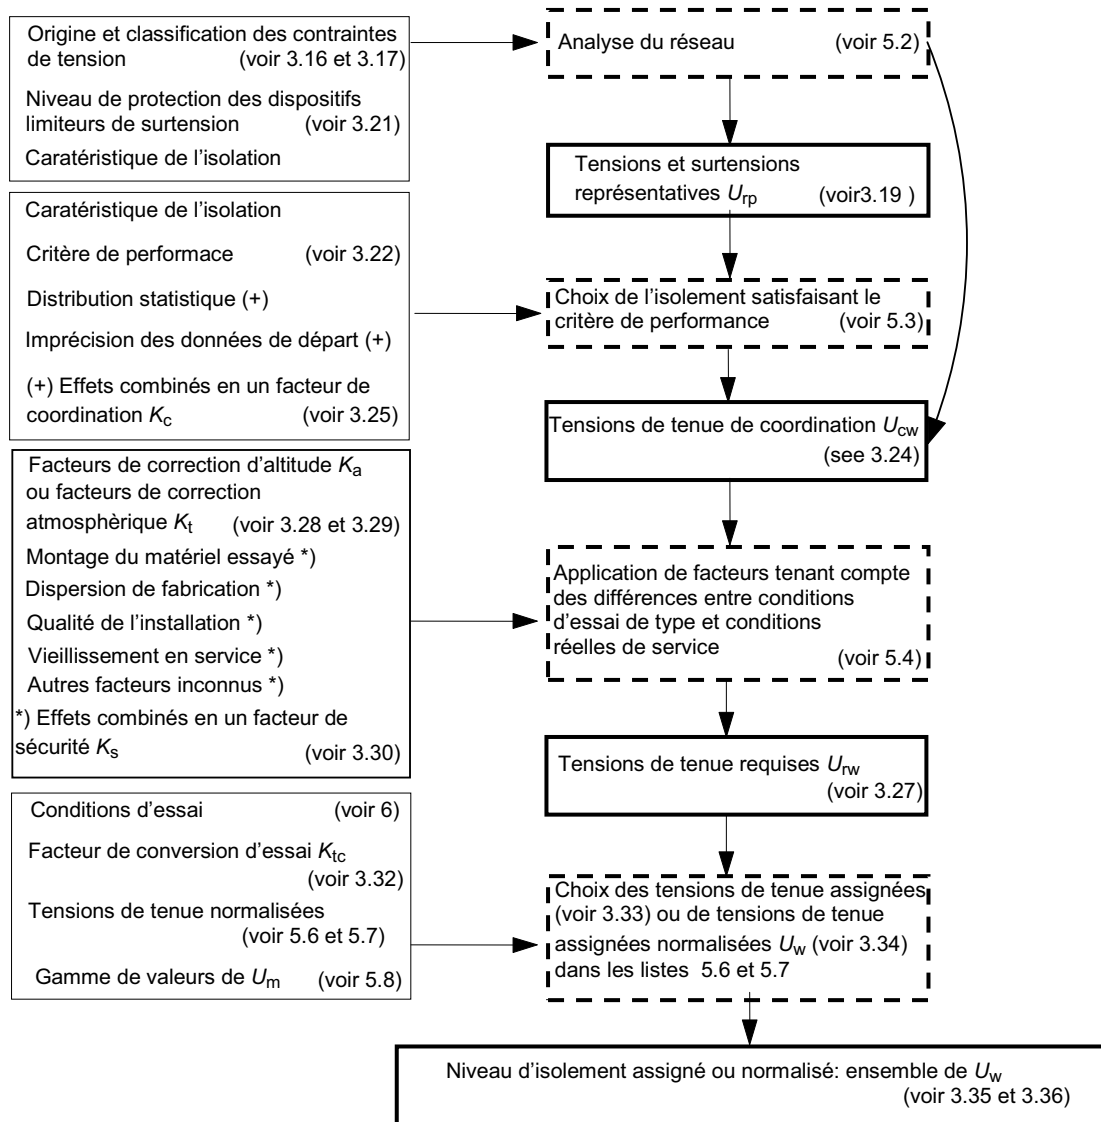 Origine et classification des contraintes
de tension (voir 3.16 et 3.17)
Niveau de protection des dispositifs
limiteurs de surtension (voir 3.21)
Caratéristique de l'isolation
Analyse du réseau (voir 5.2)
Tensions et surtensions
représentatives Urp (voir3.19 )
Caratéristique de l'isolation
Critère de performace (voir 3.22)
Distribution statistique (+)
Imprécision des données de départ (+)
(+) Effets combinés en un facteur de
coordination Kc (voir 3.25)
Choix de l'isolement satisfaisant le
critère de performance (voir 5.3)
Tensions de tenue de coordination Ucw
(see 3.24)
Facteurs de correction d'altitude Ka
ou facteurs de correction
atmosphèrique Kt (voir 3.28 et 3.29)
Montage du matériel essayé *)
Dispersion de fabrication *)
Qualité de l'installation *)
Vieillissement en service *)
Autres facteurs inconnus *)
*) Effets combinés en un facteur de
sécurité Ks (voir 3.30)
Application de facteurs tenant compte
des différences entre conditions
d'essai de type et conditions
réelles de service
(voir 5.4)
Tensions de tenue requises Urw
(voir 3.27)
Conditions d'essai (voir 6)
Facteur de conversion d'essai Ktc
(voir 3.32)
Tensions de tenue normalisées
(voir 5.6 et 5.7)
Gamme de valeurs de Um (voir 5.8)
Choix des tensions de tenue assignées
(voir 3.33) ou de tensions de tenue
assignées normalisées Uw (voir 3.34)
dans les listes 5.6 et 5.7
Niveau d'isolement assigné ou normalisé: ensemble de Uw
(voir 3.35 et 3.36)